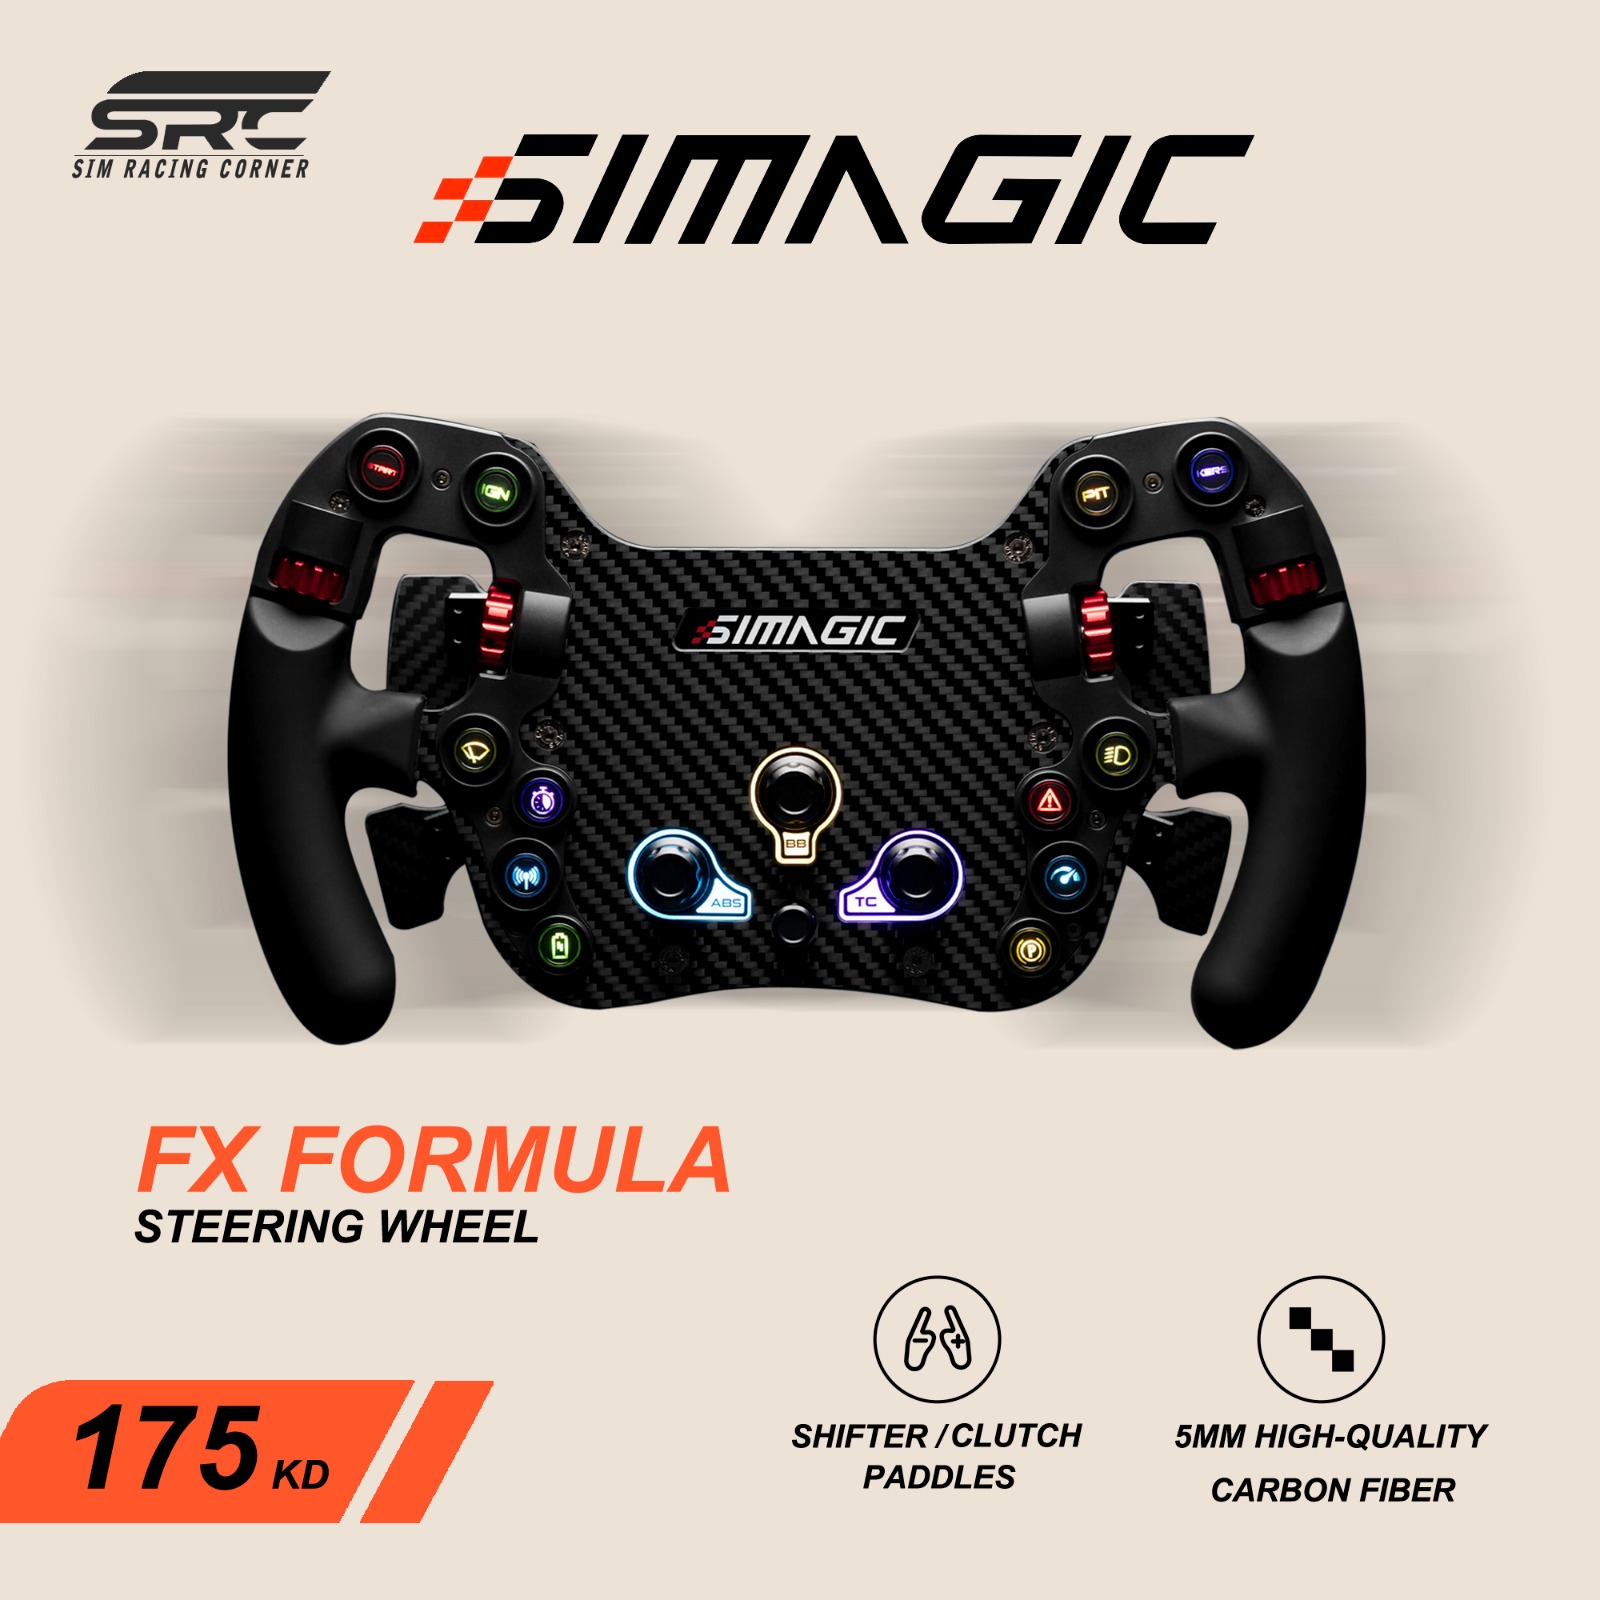 SRC
SIM RACING CORNER
SIMAGIC
START
IGN
PIT
KERS
SIMAGIC
BB
ABS
TC
P
FX FORMULA
STEERING WHEEL
175 KD
SHIFTER / CLUTCH
PADDLES
5MM HIGH-QUALITY
CARBON FIBER